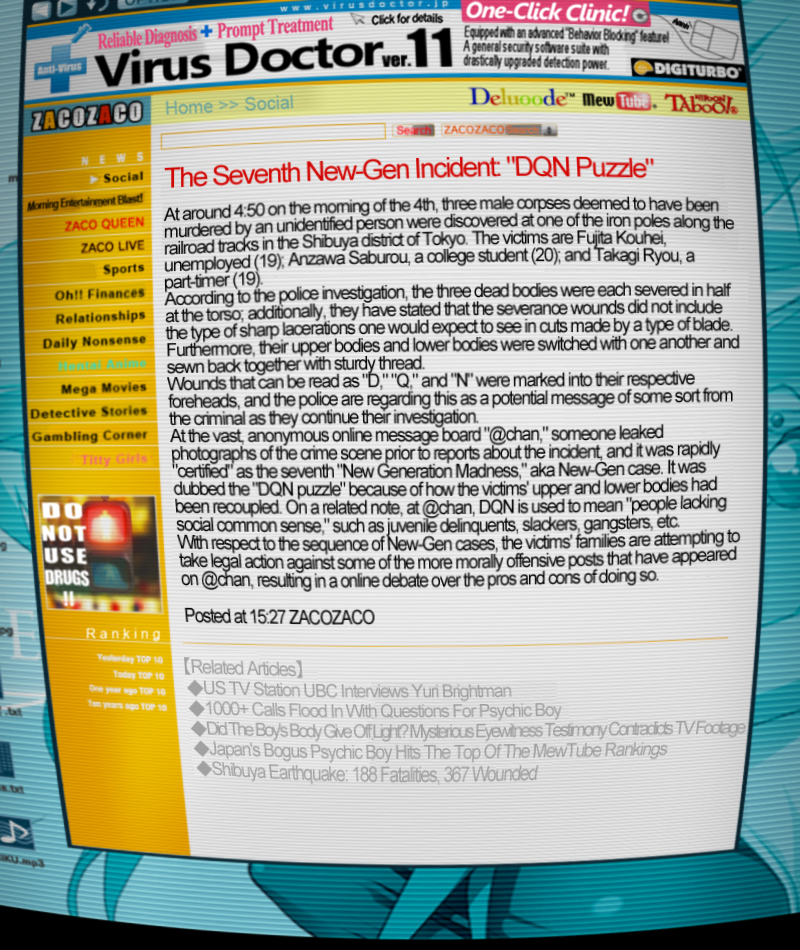 www.virusdoctor.jp
Reliable Diagnosis + Prompt Treatment
Click for details
One-Click Clinic!
Anti-Virus
Virus Doctor ver.11
Equipped with an advanced "Behavior Blocking" feature!
A general security software suite with
drastically upgraded detection power.
DIGITURBO
ZACOZACO
Home >> Social
Deluoode™ MewTube. TAbooh.
Search ZACOZACO
NEWS
▶ Social
Morning Entertainment Blast!
ZACO QUEEN
ZACO LIVE
Sports
Oh!! Finances
Relationships
Daily Nonsense
Mega Movies
Detective Stories
Gambling Corner
Titty Girls
DO
NOT
USE
DRUGS
!!
Ranking
Yesterday TOP 10
Today TOP 10
One year ago TOP 10
Ten years ago TOP 10
The Seventh New-Gen Incident: "DQN Puzzle"
At around 4:50 on the morning of the 4th, three male corpses deemed to have been
murdered by an unidentified person were discovered at one of the iron poles along the
railroad tracks in the Shibuya district of Tokyo. The victims are Fujita Kouhei,
unemployed (19); Anzawa Saburou, a college student (20); and Takagi Ryou, a
part-timer (19).
According to the police investigation, the three dead bodies were each severed in half
at the torso; additionally, they have stated that the severance wounds did not include
the type of sharp lacerations one would expect to see in cuts made by a type of blade.
Furthermore, their upper bodies and lower bodies were switched with one another and
sewn back together with sturdy thread.
Wounds that can be read as "D," "Q," and "N" were marked into their respective
foreheads, and the police are regarding this as a potential message of some sort from
the criminal as they continue their investigation.
At the vast, anonymous online message board "@chan," someone leaked
photographs of the crime scene prior to reports about the incident, and it was rapidly
"certified" as the seventh "New Generation Madness," aka New-Gen case. It was
dubbed the "DQN puzzle" because of how the victims' upper and lower bodies had
been recoupled. On a related note, at @chan, DQN is used to mean "people lacking
social common sense," such as juvenile delinquents, slackers, gangsters, etc.
With respect to the sequence of New-Gen cases, the victims' families are attempting to
take legal action against some of the more morally offensive posts that have appeared
on @chan, resulting in a online debate over the pros and cons of doing so.
Posted at 15:27 ZACOZACO
【Related Articles】
◆US TV Station UBC Interviews Yuri Brightman
◆1000+ Calls Flood In With Questions For Psychic Boy
◆Did The Boy's Body Give Off Light? Mysterious Eyewitness Testimony Contradicts TV Footage
◆Japan's Bogus Psychic Boy Hits The Top Of The MewTube Rankings
◆Shibuya Earthquake: 188 Fatalities, 367 Wounded
.txt
s.txt
IKU.mp3